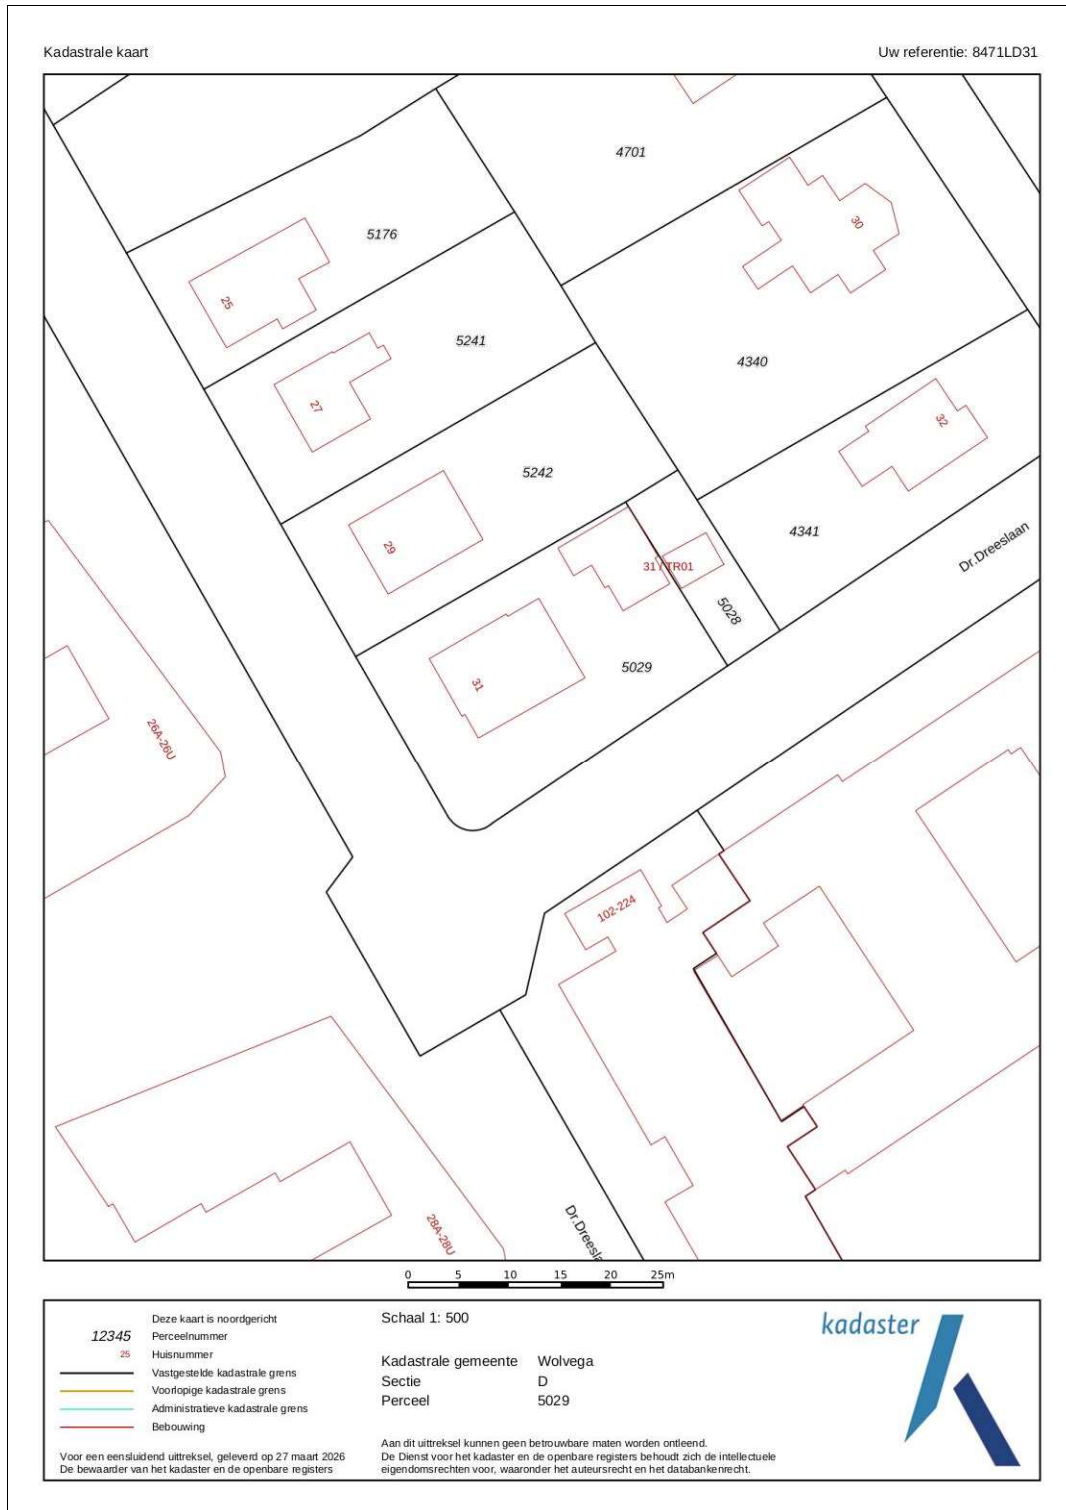 Kadastrale kaart
Uw referentie: 8471LD31
4701
30
5176
25
5241
4340
27
32
5242
4341
29
Dr.Dreeslaan
31 / TR01
5028
5029
31
26A-26U
102-224
28A-28U
Dr.Dreesla
0 5 10 15 20 25m
Deze kaart is noordgericht
12345 Perceelnummer
25 Huisnummer
Vastgestelde kadastrale grens
Voorlopige kadastrale grens
Administratieve kadastrale grens
Bebouwing
Voor een eensluidend uittreksel, geleverd op 27 maart 2026
De bewaarder van het kadaster en de openbare registers
Schaal 1: 500
Kadastrale gemeente Wolvega
Sectie D
Perceel 5029
Aan dit uittreksel kunnen geen betrouwbare maten worden ontleend.
De Dienst voor het kadaster en de openbare registers behoudt zich de intellectuele
eigendomsrechten voor, waaronder het auteursrecht en het databankenrecht.
kadaster